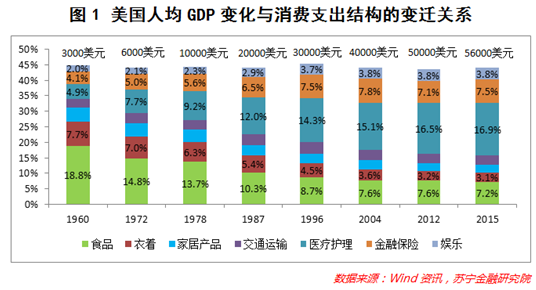 图 1 美国人均 GDP 变化与消费支出结构的变迁关系
50% 3000美元 6000美元 10000美元 20000美元 30000美元 40000美元 50000美元 56000美元
45% 2.0% 2.1% 2.3% 2.9% 3.7% 3.8% 3.8% 3.8%
40% 4.1% 5.0% 5.6% 6.5% 7.5% 7.8% 7.1% 7.5%
35% 4.9% 7.7% 9.2% 12.0% 14.3% 15.1% 16.5% 16.9%
30%
25%
20% 7.7% 7.0% 6.3% 5.4% 4.5% 3.6% 3.2% 3.1%
15%
10% 18.8% 14.8% 13.7% 10.3% 8.7% 7.6% 7.6% 7.2%
5%
0%
1960 1972 1978 1987 1996 2004 2012 2015
食品 衣着 家居产品 交通运输 医疗护理 金融保险 娱乐
数据来源：Wind 资讯，苏宁金融研究院